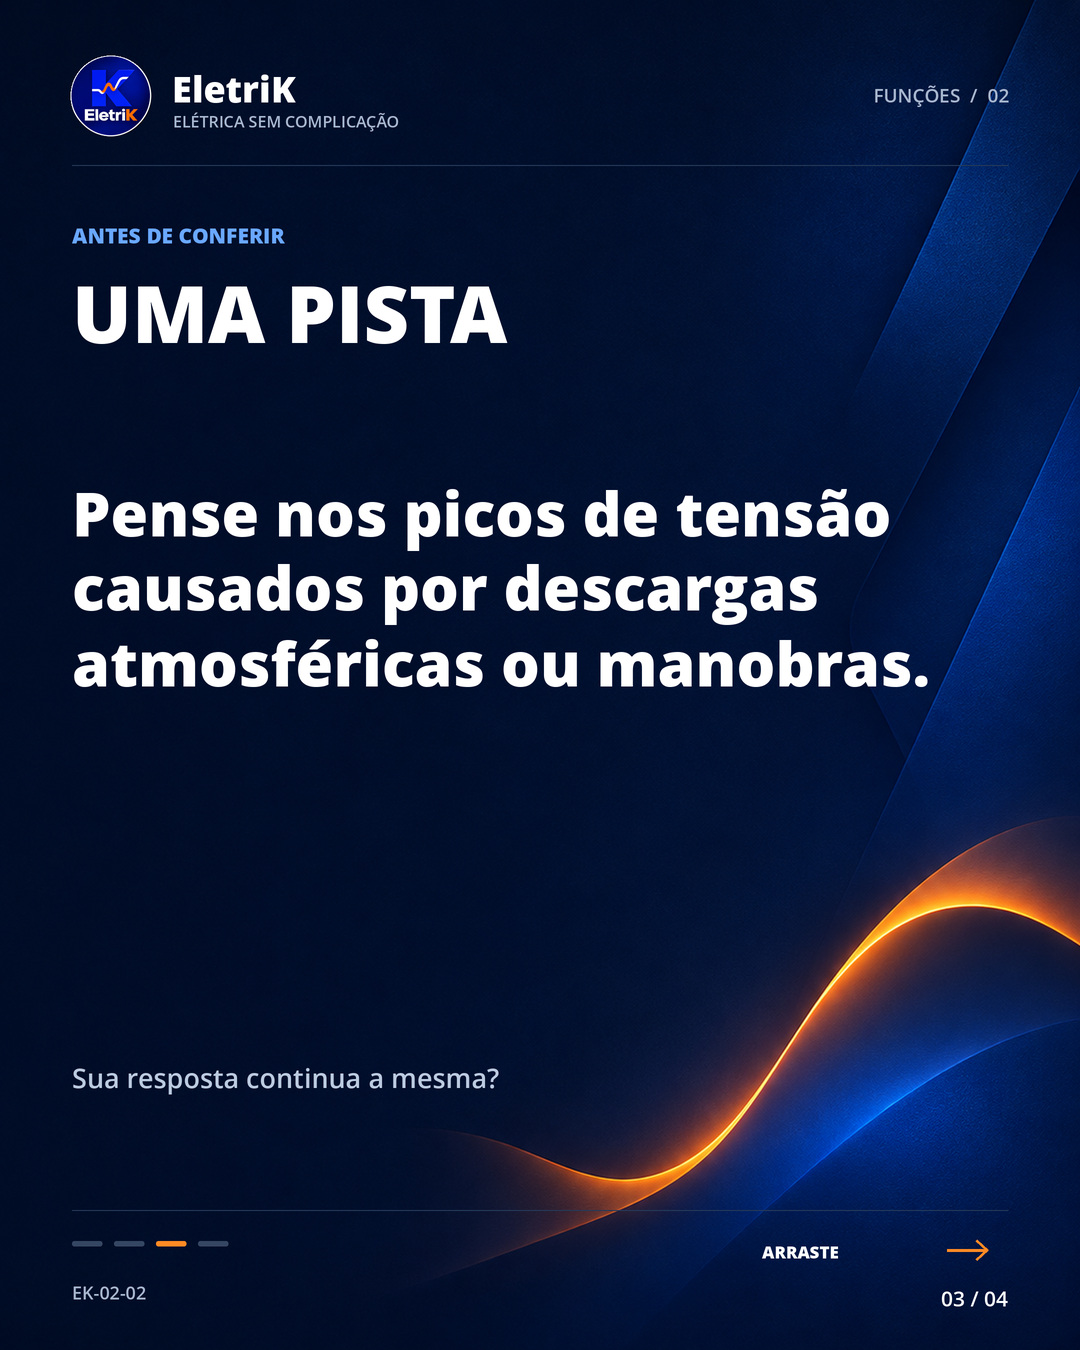 K
EletriK
EletriK
ELÉTRICA SEM COMPLICAÇÃO
FUNÇÕES / 02
ANTES DE CONFERIR
UMA PISTA
Pense nos picos de tensão
causados por descargas
atmosféricas ou manobras.
Sua resposta continua a mesma?
ARRASTE
EK-02-02
03 / 04